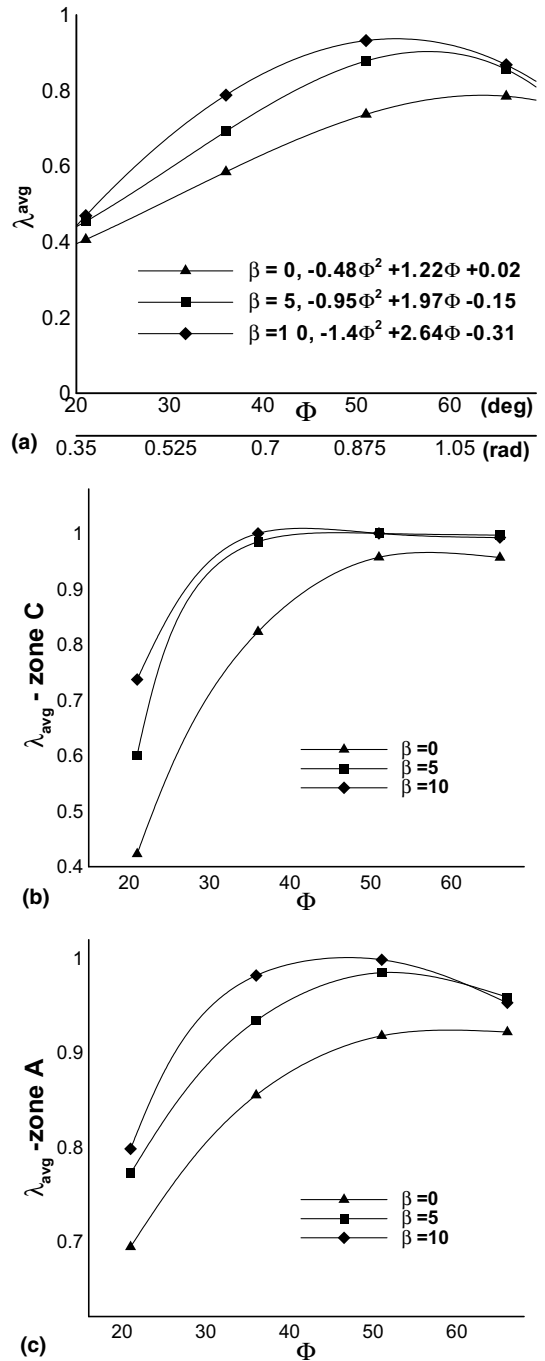 1
0.8
0.6
0.4
0.2
0
λ^avg
β = 0, -0.48Φ² +1.22Φ +0.02
β = 5, -0.95Φ² +1.97Φ -0.15
β =1 0, -1.4Φ² +2.64Φ -0.31
20 30 40 50 60 (deg)
Φ
(a)
0.35 0.525 0.7 0.875 1.05 (rad)
1
0.9
0.8
0.7
0.6
0.5
0.4
λavg - zone C
β =0
β =5
β =10
20 30 40 50 60
(b)
Φ
1
0.9
0.8
0.7
λavg -zone A
β =0
β =5
β =10
20 30 40 50 60
(c)
Φ